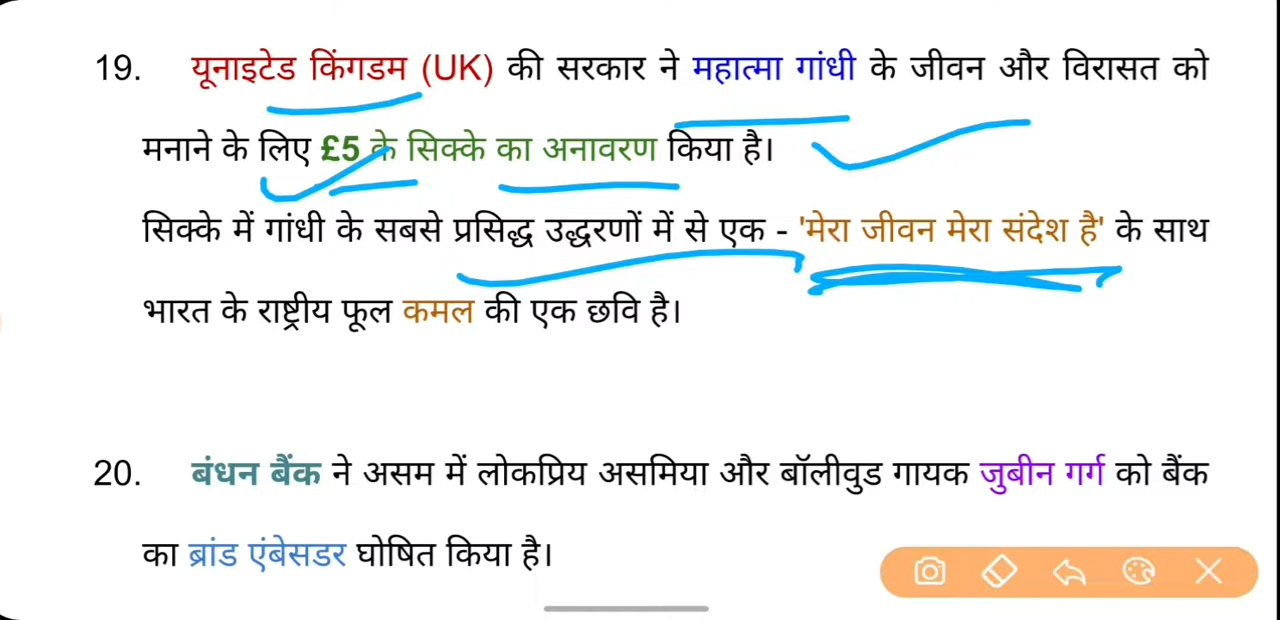 19. यूनाइटेड किंगडम (UK) की सरकार ने महात्मा गांधी के जीवन और विरासत को
मनाने के लिए £5 के सिक्के का अनावरण किया है।
सिक्के में गांधी के सबसे प्रसिद्ध उद्धरणों में से एक - 'मेरा जीवन मेरा संदेश है' के साथ
भारत के राष्ट्रीय फूल कमल की एक छवि है।
20. बंधन बैंक ने असम में लोकप्रिय असमिया और बॉलीवुड गायक जुबीन गर्ग को बैंक
का ब्रांड एंबेसडर घोषित किया है।